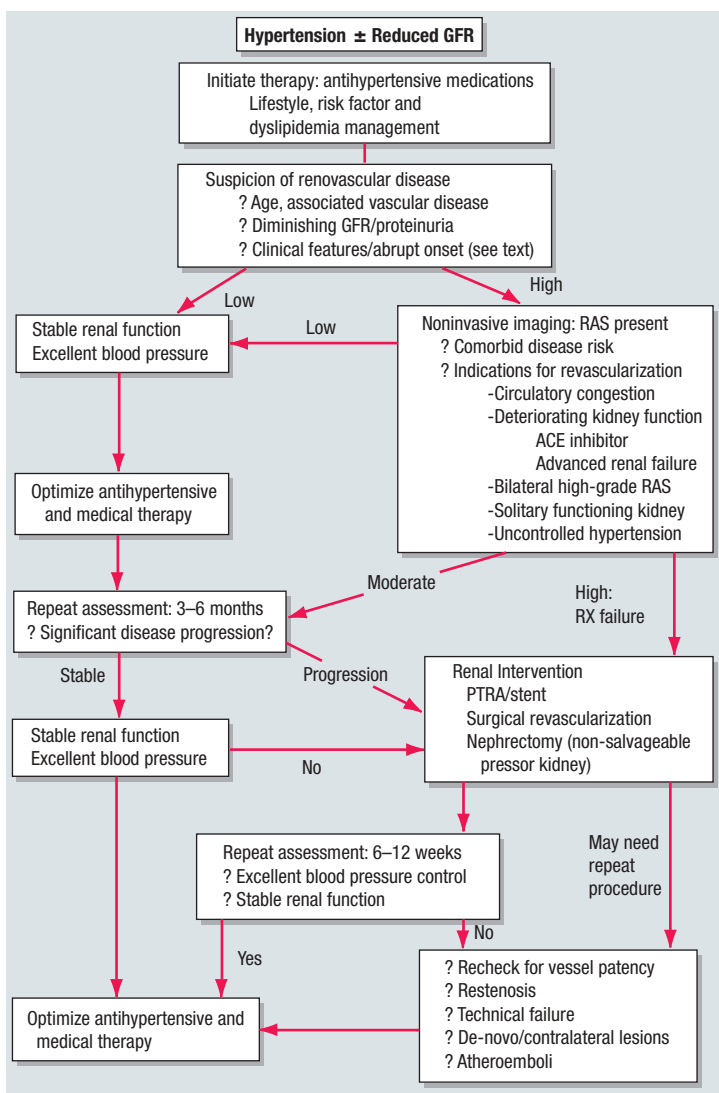 Hypertension ± Reduced GFR
Initiate therapy: antihypertensive medications
Lifestyle, risk factor and
dyslipidemia management
Suspicion of renovascular disease
? Age, associated vascular disease
? Diminishing GFR/proteinuria
? Clinical features/abrupt onset (see text)
Low
High
Stable renal function
Excellent blood pressure
Low
Noninvasive imaging: RAS present
? Comorbid disease risk
? Indications for revascularization
-Circulatory congestion
-Deteriorating kidney function
ACE inhibitor
Advanced renal failure
-Bilateral high-grade RAS
-Solitary functioning kidney
-Uncontrolled hypertension
Optimize antihypertensive
and medical therapy
Moderate
High:
RX failure
Repeat assessment: 3–6 months
? Significant disease progression?
Stable
Progression
Renal Intervention
PTRA/stent
Surgical revascularization
Nephrectomy (non-salvageable
pressor kidney)
Stable renal function
Excellent blood pressure
No
Repeat assessment: 6–12 weeks
? Excellent blood pressure control
? Stable renal function
May need
repeat
procedure
Yes
No
? Recheck for vessel patency
? Restenosis
? Technical failure
? De-novo/contralateral lesions
? Atheroemboli
Optimize antihypertensive and
medical therapy